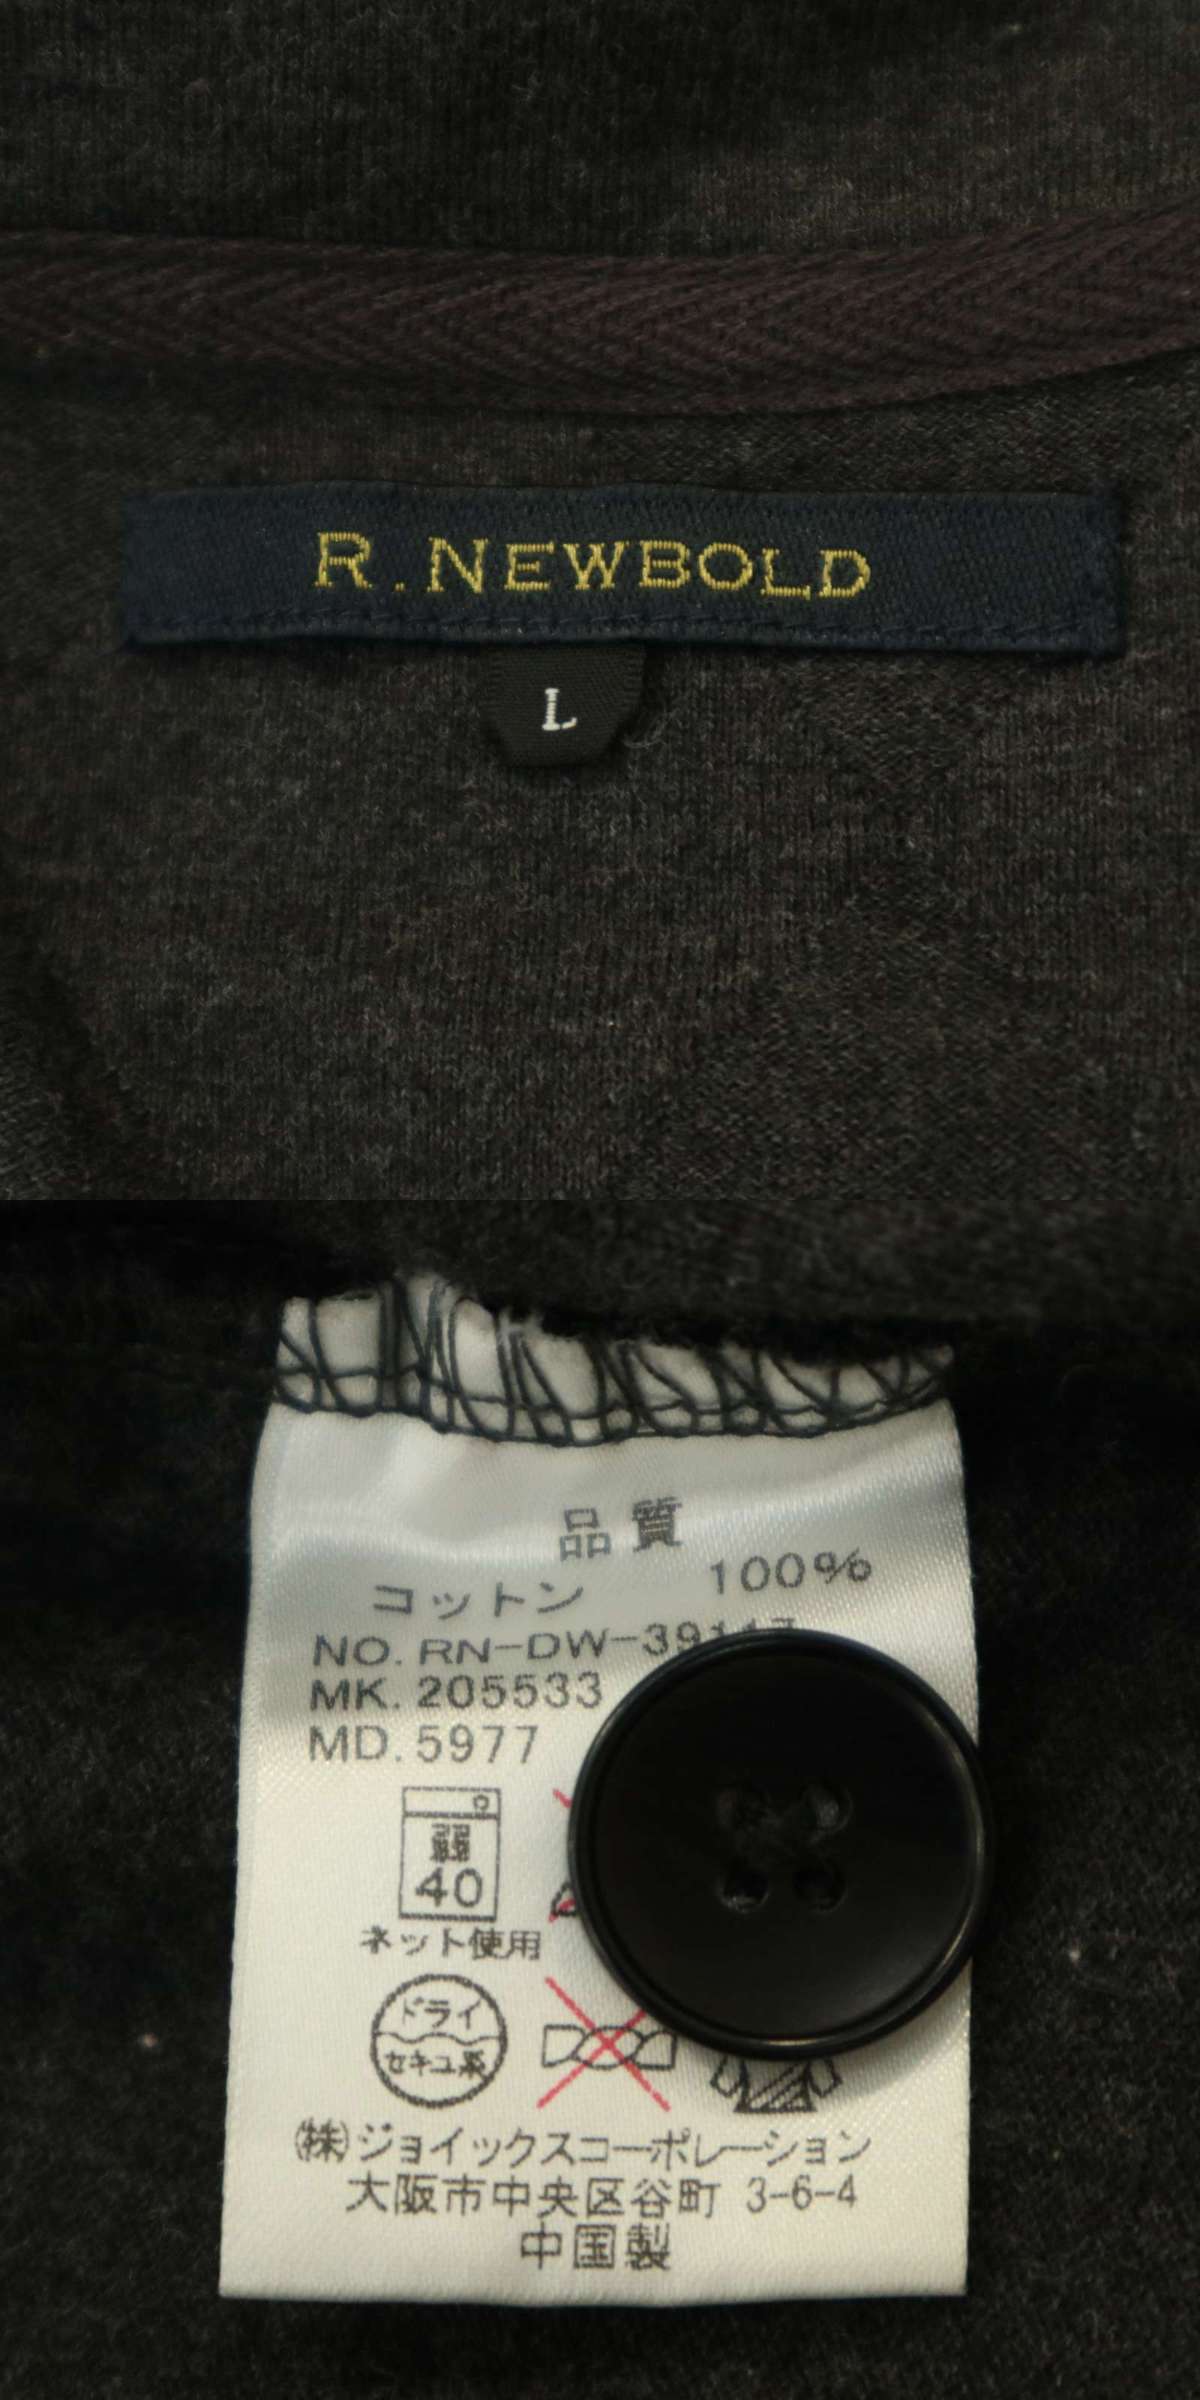 R. NEWBOLD
L
品質
コットン 100%
NO. RN-DW-39117
MK. 205533
MD. 5977
弱
40
ネット使用
ドライ
セキユ系
(株)ジョイックスコーポレーション
大阪市中央区谷町 3-6-4
中国製